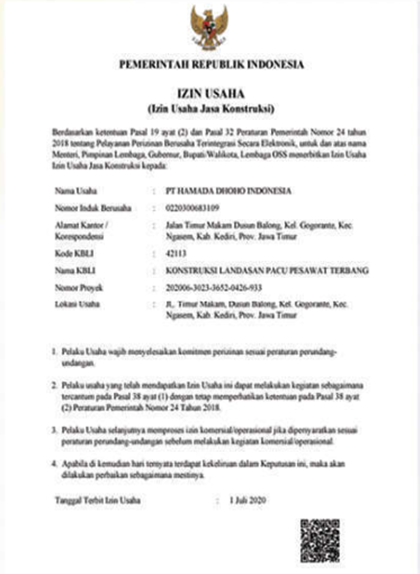 PEMERINTAH REPUBLIK INDONESIA
IZIN USAHA
(Izin Usaha Jasa Konstruksi)
Berdasarkan ketentuan Pasal 19 ayat (2) dan Pasal 32 Peraturan Pemerintah Nomor 24 tahun
2018 tentang Pelayanan Perizinan Berusaha Terintegrasi Secara Elektronik, untuk dan atas nama
Menteri, Pimpinan Lembaga, Gubernur, Bupati/Walikota, Lembaga OSS menerbitkan Izin Usaha
Izin Usaha Jasa Konstruksi kepada:
Nama Usaha : PT HAMADA DHOHO INDONESIA
Nomor Induk Berusaha : 0220300683109
Alamat Kantor / : Jalan Timur Makam Dusun Balong, Kel. Gogorante, Kec.
Korespondensi Ngasem, Kab. Kediri, Prov. Jawa Timur
Kode KBLI : 42113
Nama KBLI : KONSTRUKSI LANDASAN PACU PESAWAT TERBANG
Nomor Proyek : 202006-3023-3652-0426-933
Lokasi Usaha : JL. Timur Makam, Dusun Balong, Kel. Gogorante, Kec.
Ngasem, Kab. Kediri, Prov. Jawa Timur
1. Pelaku Usaha wajib menyelesaikan komitmen perizinan sesuai peraturan perundang-
undangan.
2. Pelaku usaha yang telah mendapatkan Izin Usaha ini dapat melakukan kegiatan sebagaimana
tercantum pada Pasal 38 ayat (1) dengan tetap memperhatikan ketentuan pada Pasal 38 ayat
(2) Peraturan Pemerintah Nomor 24 Tahun 2018.
3. Pelaku Usaha selanjutnya memproses izin komersial/operasional jika dipersyaratkan sesuai
peraturan perundang-undangan sebelum melakukan kegiatan komersial/operasional.
4. Apabila di kemudian hari ternyata terdapat kekeliruan dalam Keputusan ini, maka akan
dilakukan perbaikan sebagaimana mestinya.
Tanggal Terbit Izin Usaha : 1 Juli 2020